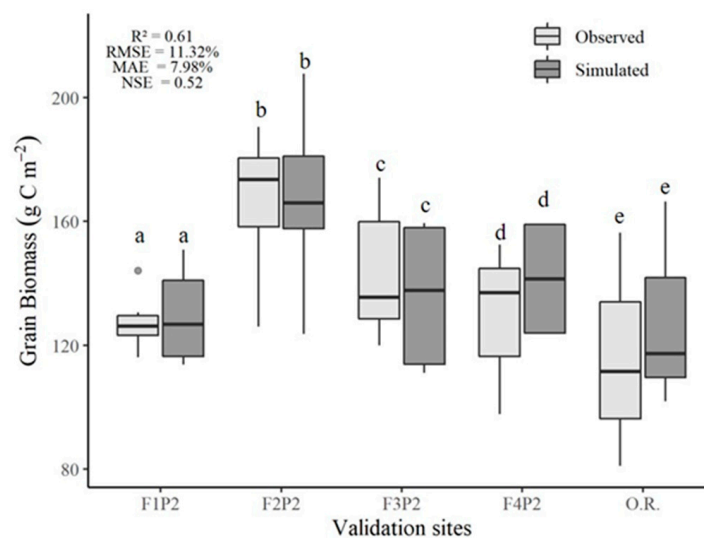 R² = 0.61
RMSE = 11.32%
MAE = 7.98%
NSE = 0.52
Observed
Simulated
Grain Biomass (g C m⁻²)
200
160
120
80
a a
b b
c c
d d
e e
F1P2 F2P2 F3P2 F4P2 O.R.
Validation sites